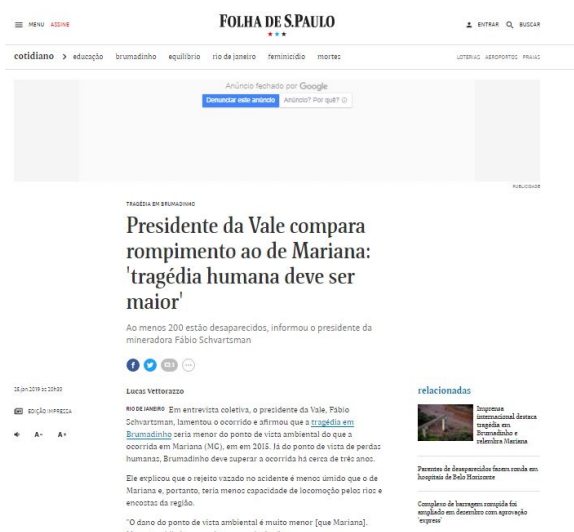 MENU ASSINE
FOLHA DE S.PAULO
ENTRAR BUSCAR
cotidiano > educação brumadinho equilíbrio rio de janeiro feminicídio mortes
LOTERIAS AEROPORTOS PRAIAS
Anúncio fechado por Google
Denunciar este anúncio Anúncio? Por quê?
PUBLICIDADE
TRAGÉDIA EM BRUMADINHO
Presidente da Vale compara
rompimento ao de Mariana:
'tragédia humana deve ser
maior'
Ao menos 200 estão desaparecidos, informou o presidente da
mineradora Fábio Schvartsman
25.jan.2019 às 20h30
EDIÇÃO IMPRESSA
A- A+
Lucas Vettorazzo
RIO DE JANEIRO Em entrevista coletiva, o presidente da Vale, Fábio
Schvartsman, lamentou o ocorrido e afirmou que a tragédia em
Brumadinho seria menor do ponto de vista ambiental do que a
ocorrida em Mariana (MG), em em 2015. Já do ponto de vista de perdas
humanas, Brumadinho deve superar a ocorrida há cerca de três anos.
Ele explicou que o rejeito vazado no acidente é menos úmido que o de
Mariana e, portanto, teria menos capacidade de locomoção pelos rios e
encostas da região.
"O dano do ponto de vista ambiental é muito menor [que Mariana].
relacionadas
Imprensa
internacional destaca
tragédia em
Brumadinho e
relembra Mariana
Parentes de desaparecidos fazem ronda em
hospitais de Belo Horizonte
Complexo de barragem rompida foi
ampliado em dezembro com aprovação
'express'